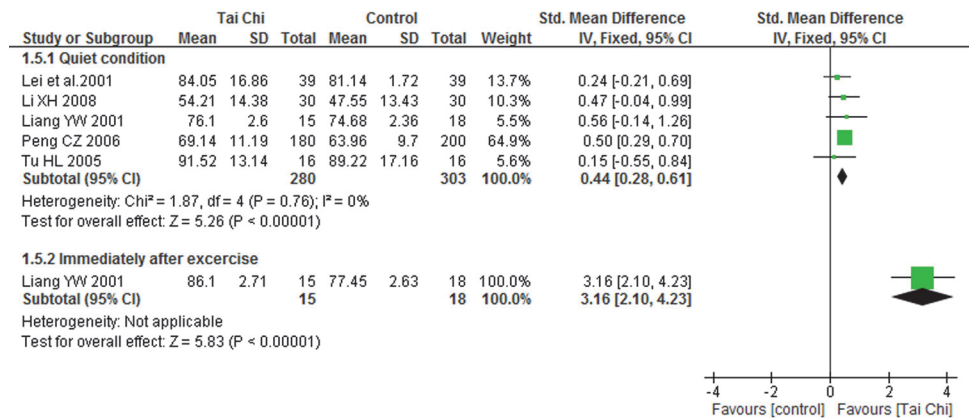 Tai Chi Control Std. Mean Difference Std. Mean Difference
Study or Subgroup Mean SD Total Mean SD Total Weight IV, Fixed, 95% CI IV, Fixed, 95% CI
1.5.1 Quiet condition
Lei et al.2001 84.05 16.86 39 81.14 1.72 39 13.7% 0.24 [-0.21, 0.69]
Li XH 2008 54.21 14.38 30 47.55 13.43 30 10.3% 0.47 [-0.04, 0.99]
Liang YW 2001 76.1 2.6 15 74.68 2.36 18 5.5% 0.56 [-0.14, 1.26]
Peng CZ 2006 69.14 11.19 180 63.96 9.7 200 64.9% 0.50 [0.29, 0.70]
Tu HL 2005 91.52 13.14 16 89.22 17.16 16 5.6% 0.15 [-0.55, 0.84]
Subtotal (95% CI) 280 303 100.0% 0.44 [0.28, 0.61]
Heterogeneity: Chi² = 1.87, df = 4 (P = 0.76); I² = 0%
Test for overall effect: Z = 5.26 (P < 0.00001)
1.5.2 Immediately after excercise
Liang YW 2001 86.1 2.71 15 77.45 2.63 18 100.0% 3.16 [2.10, 4.23]
Subtotal (95% CI) 15 18 100.0% 3.16 [2.10, 4.23]
Heterogeneity: Not applicable
Test for overall effect: Z = 5.83 (P < 0.00001)
-4 -2 0 2 4
Favours [control] Favours [Tai Chi]